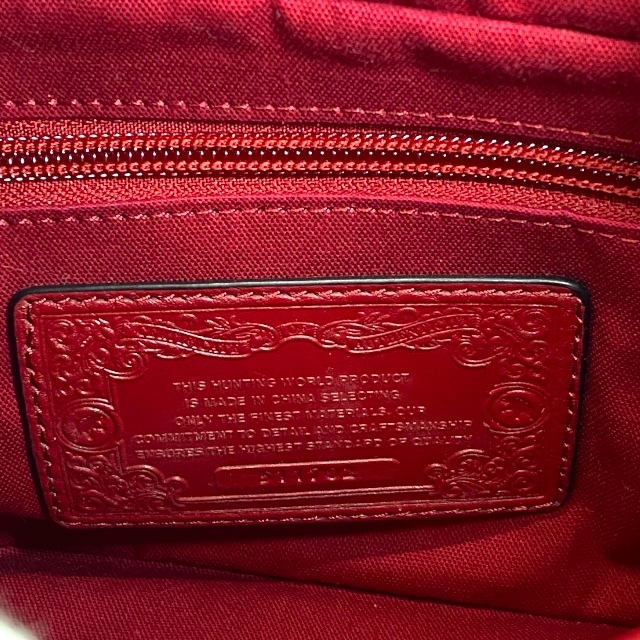 THIS HUNTING WORLD PRODUCT
IS MADE IN CHINA SELECTING
ONLY THE FINEST MATERIALS. OUR
COMMITMENT TO DETAIL AND CRAFTSMANSHIP
ENSURES THE HIGHEST STANDARD OF QUALITY